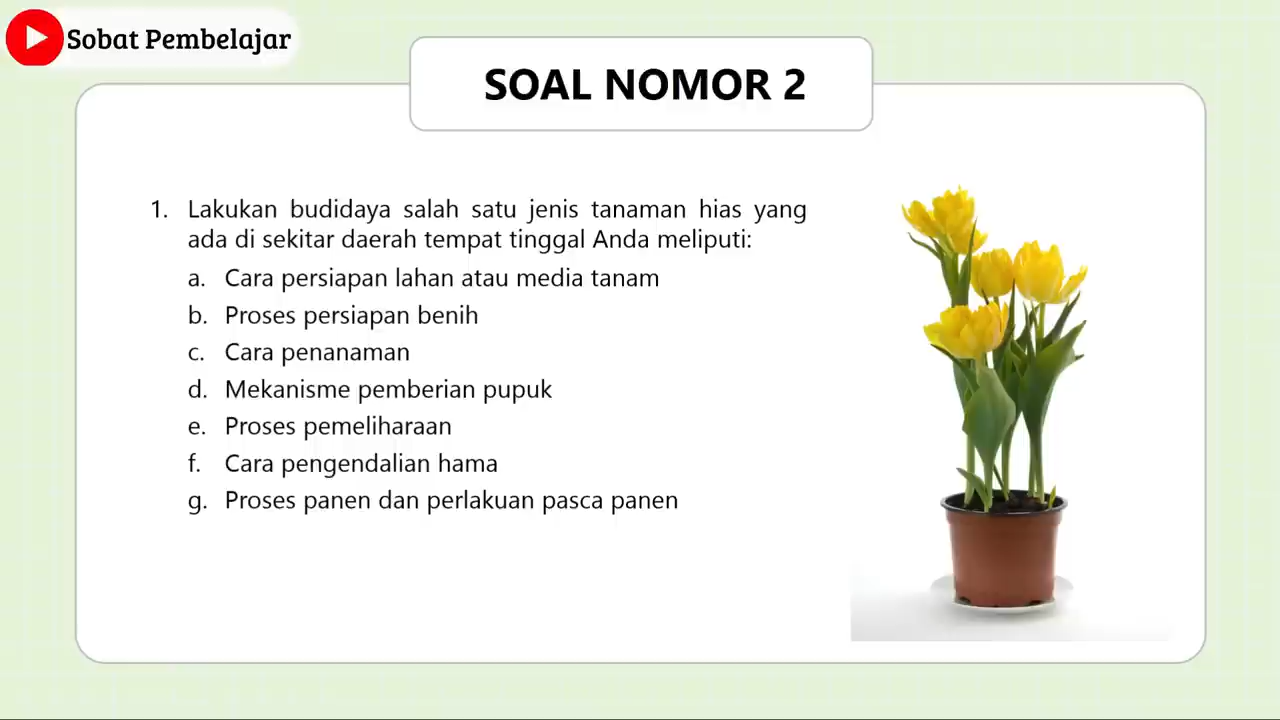 Sobat Pembelajar
SOAL NOMOR 2
1. Lakukan budidaya salah satu jenis tanaman hias yang
ada di sekitar daerah tempat tinggal Anda meliputi:
a. Cara persiapan lahan atau media tanam
b. Proses persiapan benih
c. Cara penanaman
d. Mekanisme pemberian pupuk
e. Proses pemeliharaan
f. Cara pengendalian hama
g. Proses panen dan perlakuan pasca panen